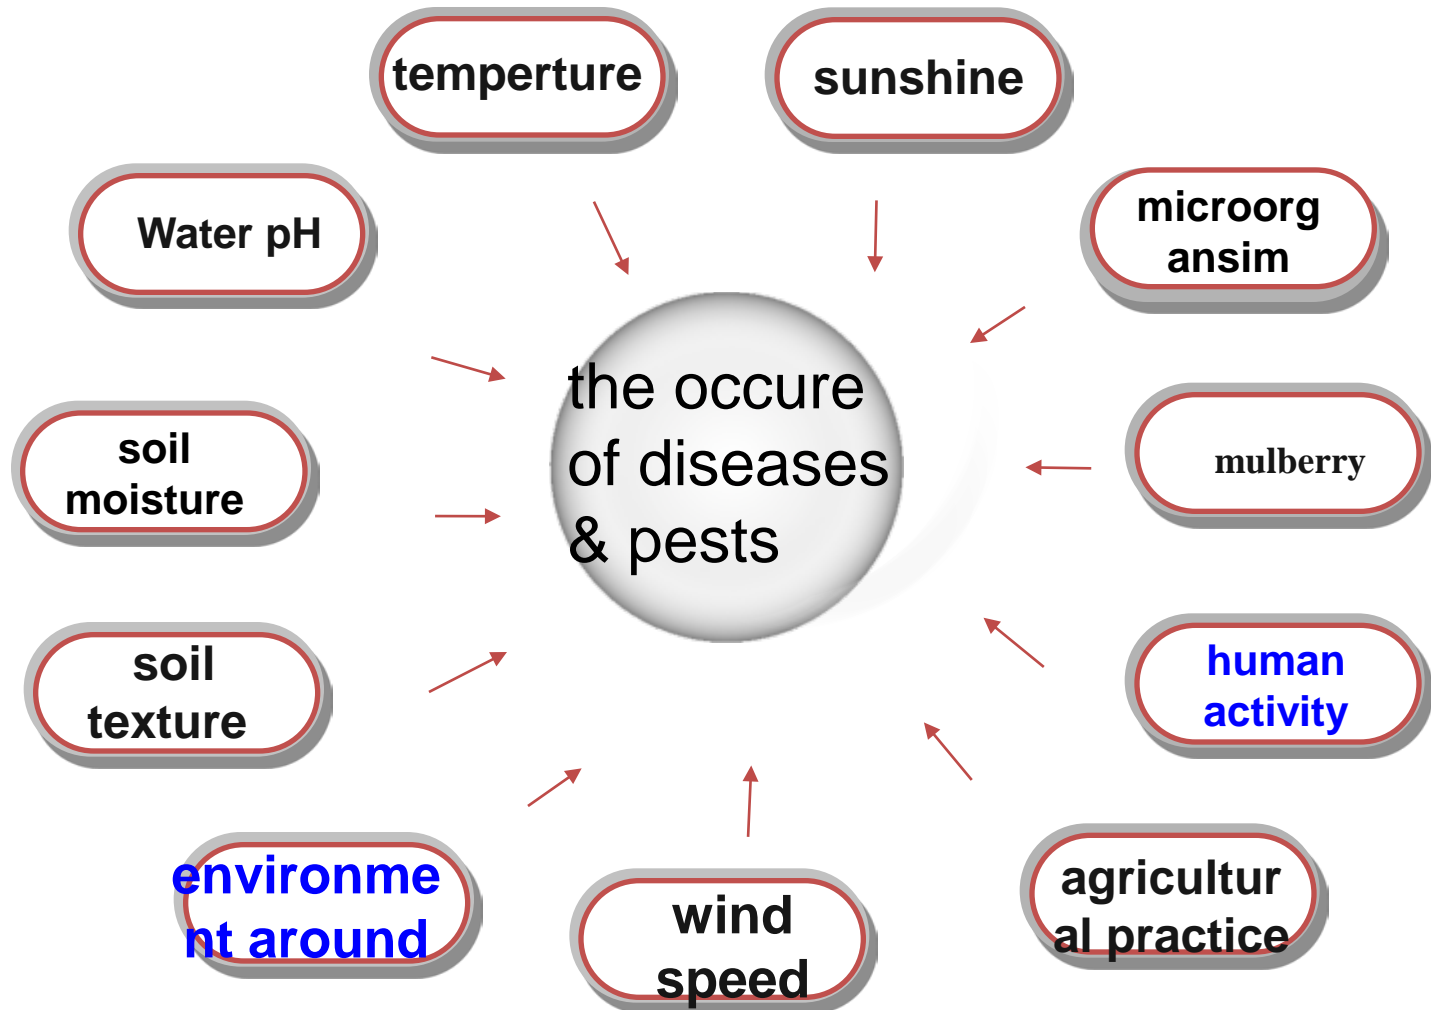 temperture
sunshine
Water pH
microorg
ansim
the occure
of diseases
& pests
soil
moisture
mulberry
soil
texture
human
activity
environme
nt around
wind
speed
agricultur
al practice